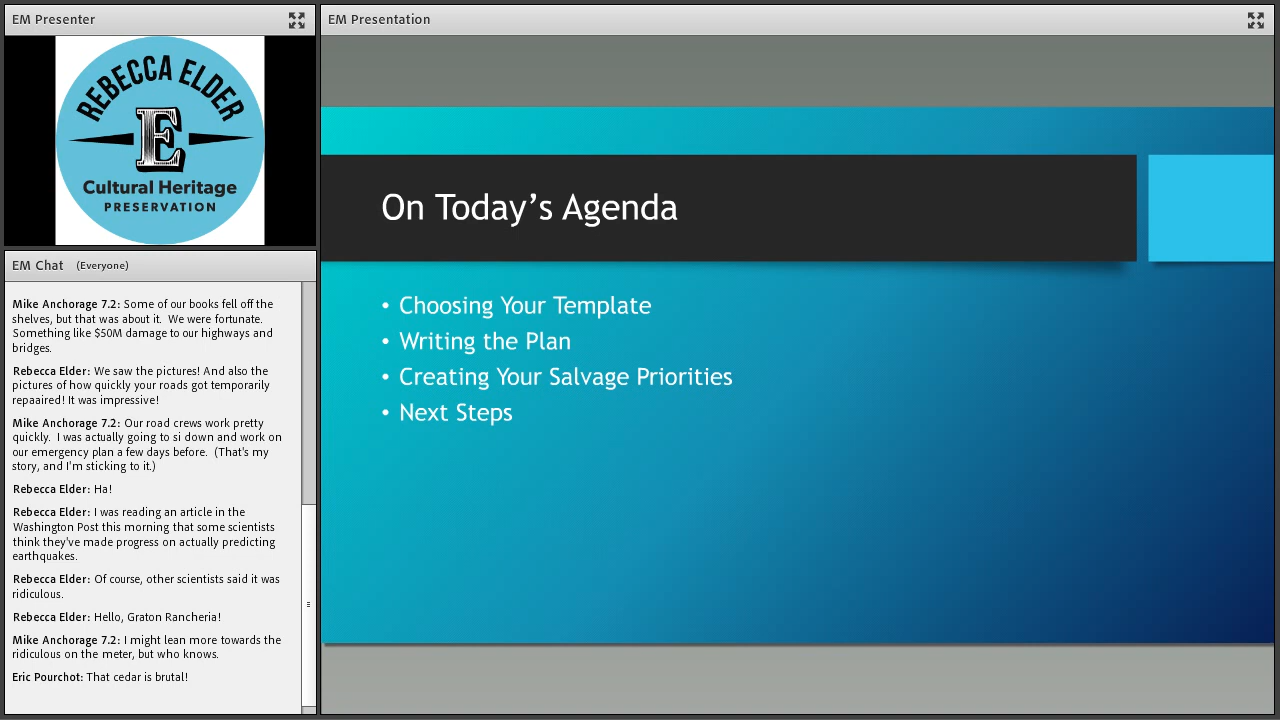 EM Presenter
REBECCA ELDER
E
Cultural Heritage
PRESERVATION
EM Chat (Everyone)
Mike Anchorage 7.2: Some of our books fell off the
shelves, but that was about it. We were fortunate.
Something like $50M damage to our highways and
bridges.
Rebecca Elder: We saw the pictures! And also the
pictures of how quickly your roads got temporarily
repaaired! It was impressive!
Mike Anchorage 7.2: Our road crews work pretty
quickly. I was actually going to si down and work on
our emergency plan a few days before. (That's my
story, and I'm sticking to it.)
Rebecca Elder: Ha!
Rebecca Elder: I was reading an article in the
Washington Post this morning that some scientists
think they've made progress on actually predicting
earthquakes.
Rebecca Elder: Of course, other scientists said it was
ridiculous.
Rebecca Elder: Hello, Graton Rancheria!
Mike Anchorage 7.2: I might lean more towards the
ridiculous on the meter, but who knows.
Eric Pourchot: That cedar is brutal!
EM Presentation
On Today’s Agenda
• Choosing Your Template
• Writing the Plan
• Creating Your Salvage Priorities
• Next Steps